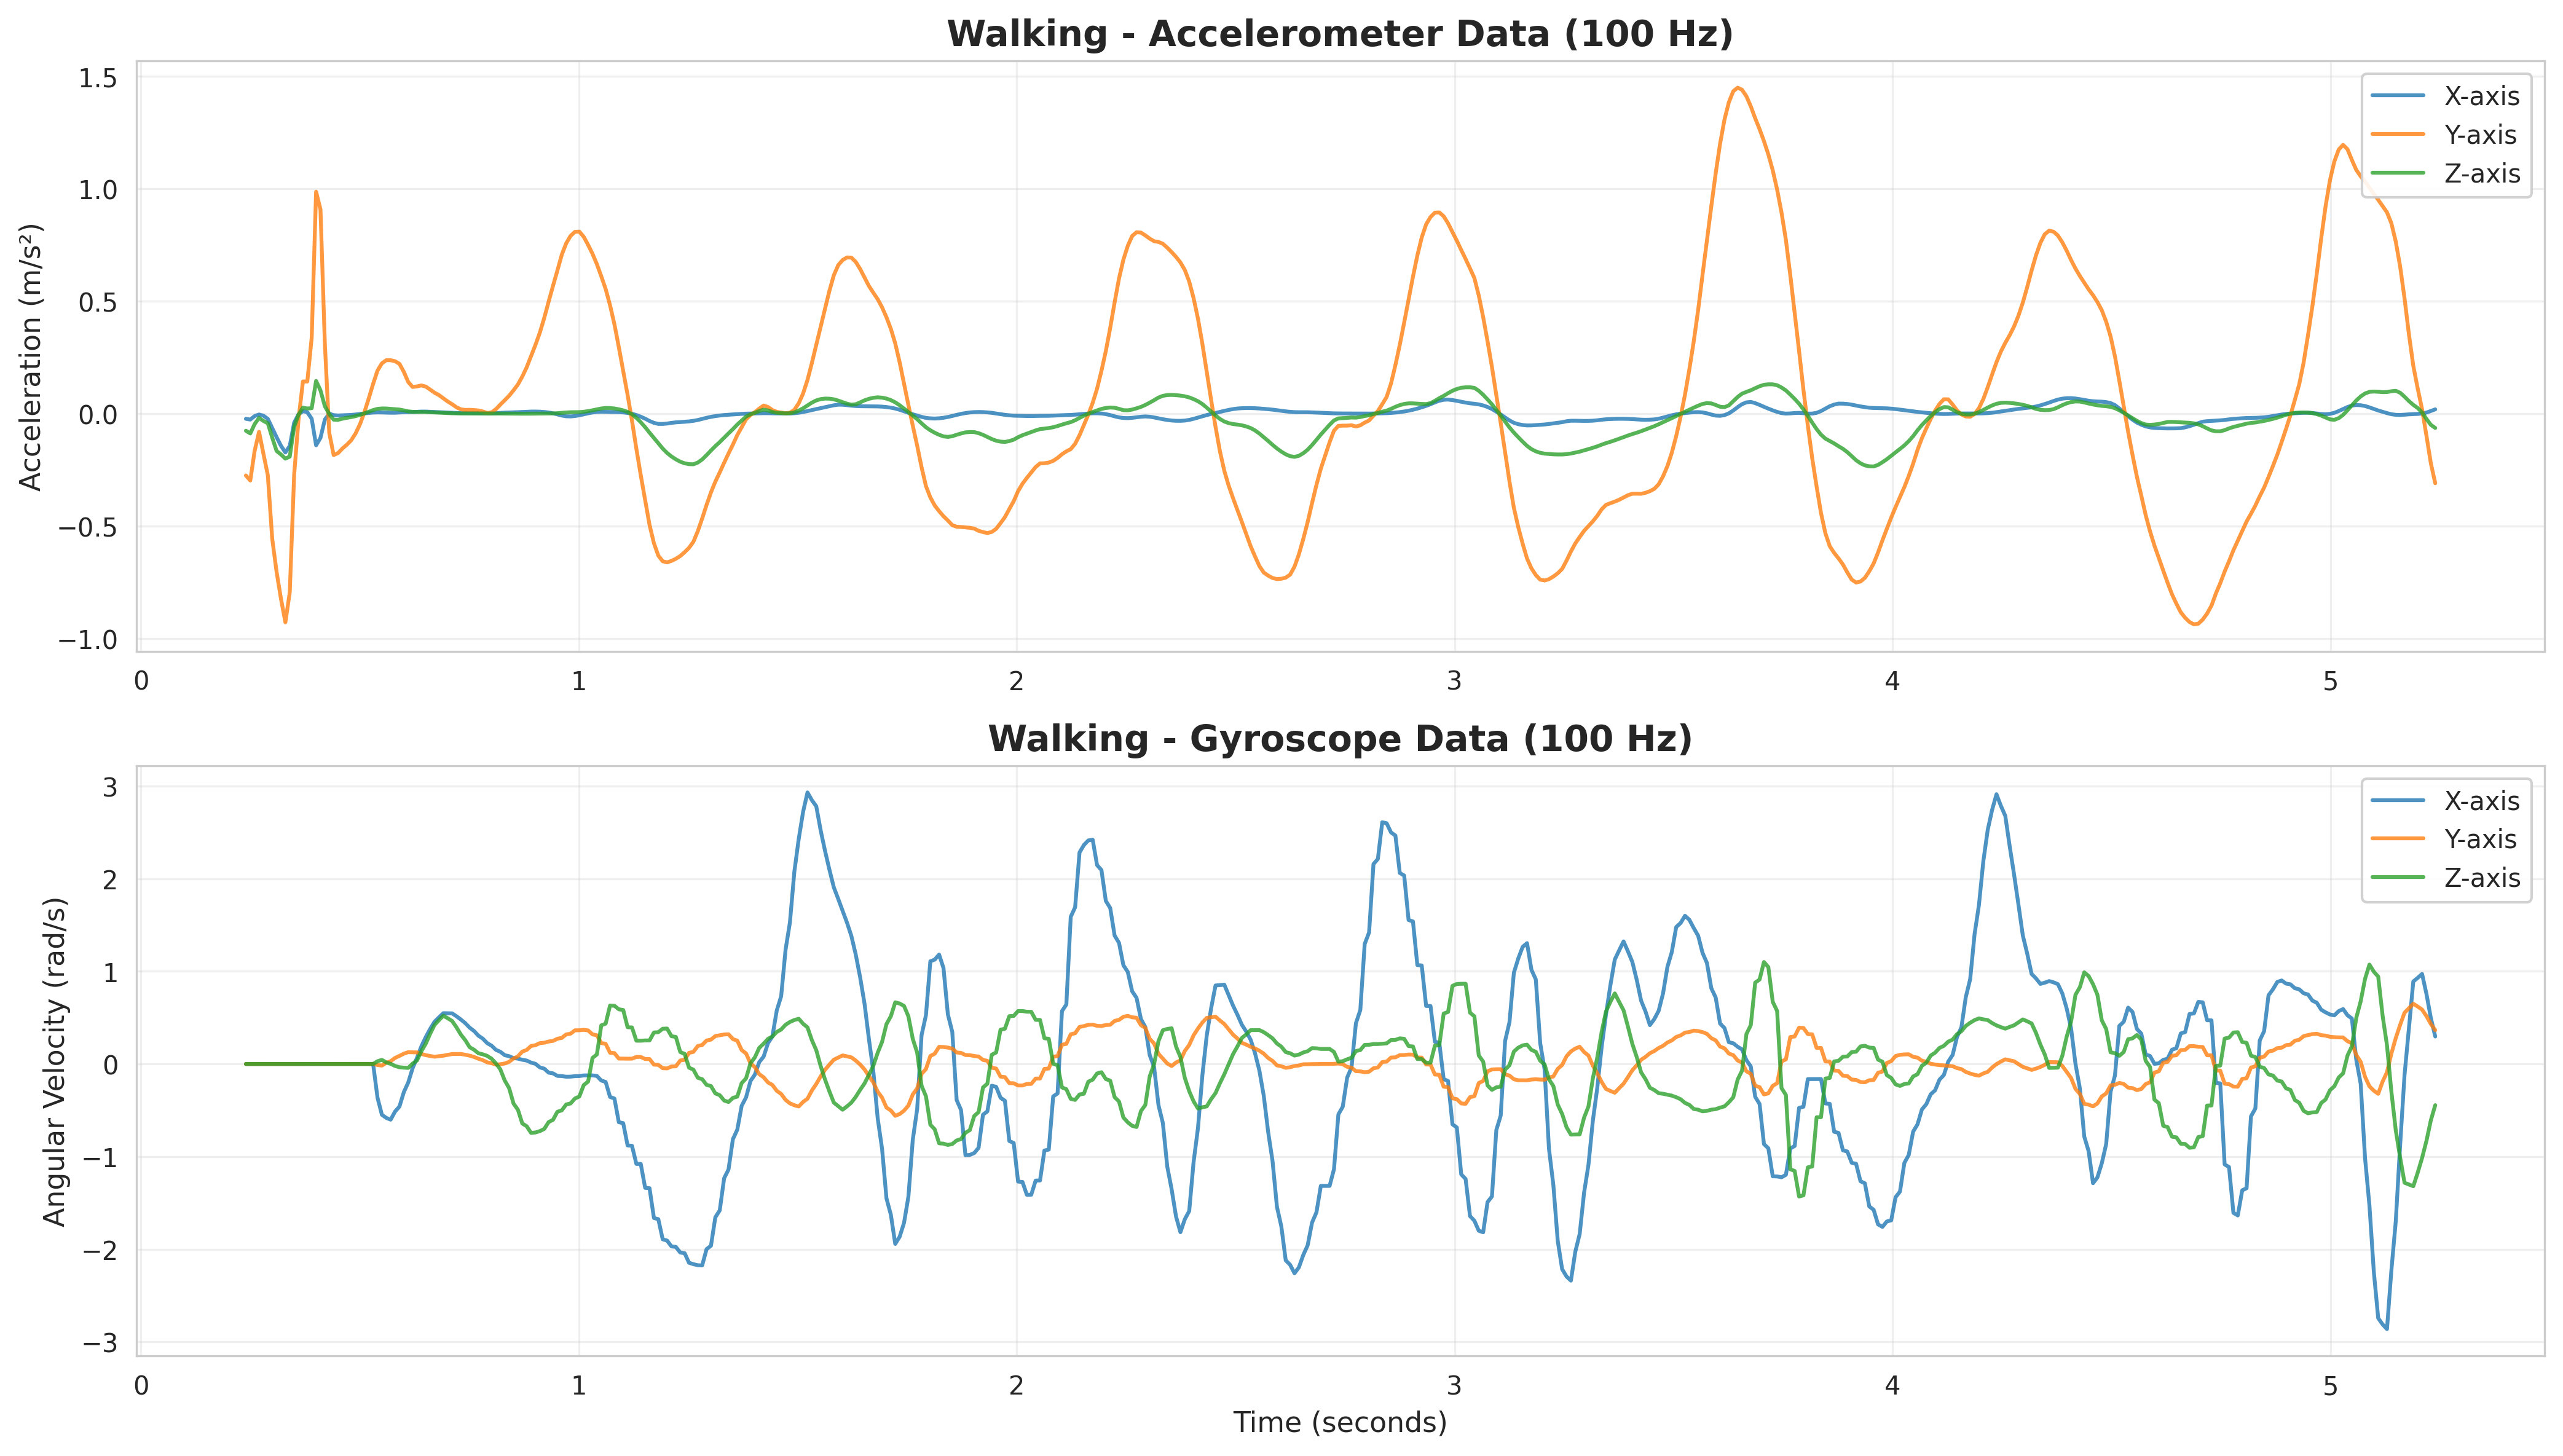 Walking - Accelerometer Data (100 Hz)
1.5
1.0
0.5
0.0
−0.5
−1.0
Acceleration (m/s²)
X-axis
Y-axis
Z-axis
0 1 2 3 4 5
Walking - Gyroscope Data (100 Hz)
3
2
1
0
−1
−2
−3
Angular Velocity (rad/s)
X-axis
Y-axis
Z-axis
0 1 2 3 4 5
Time (seconds)